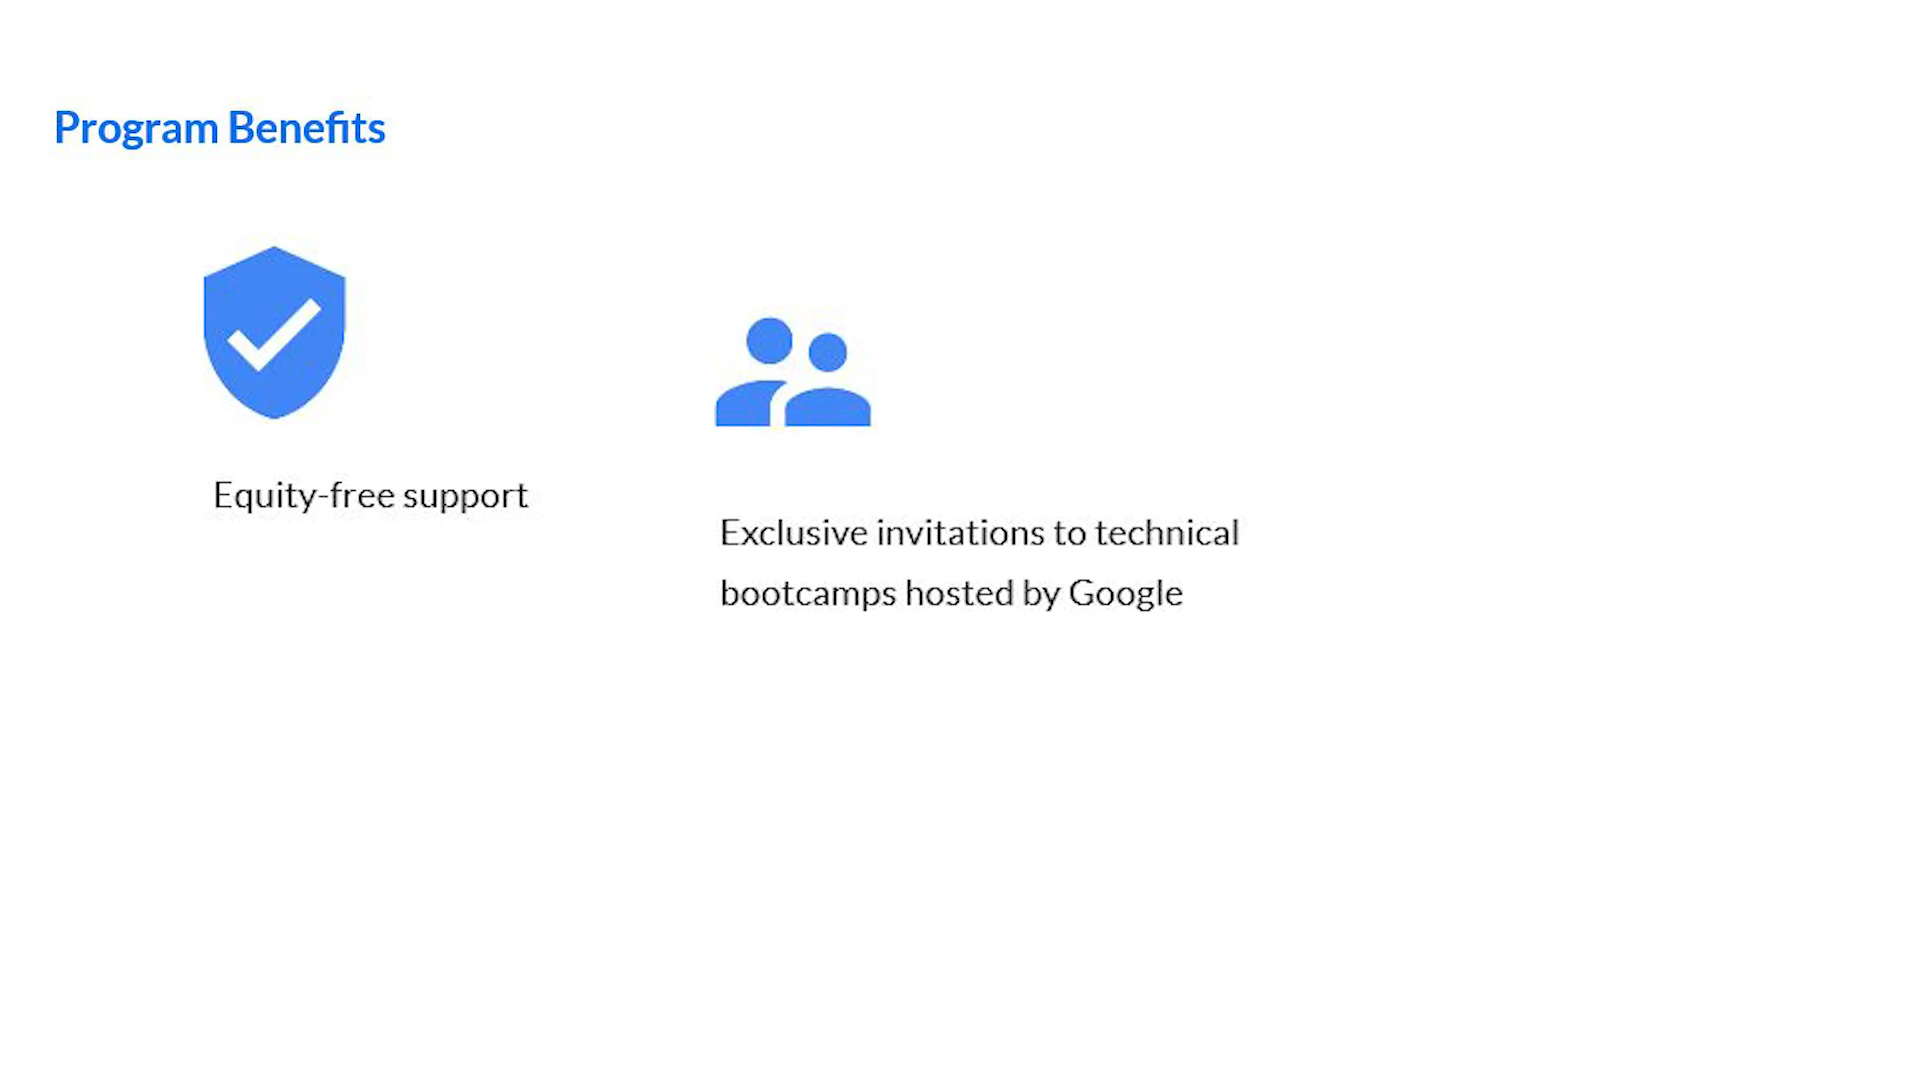 Program Benefits
Equity-free support
Exclusive invitations to technical
bootcamps hosted by Google